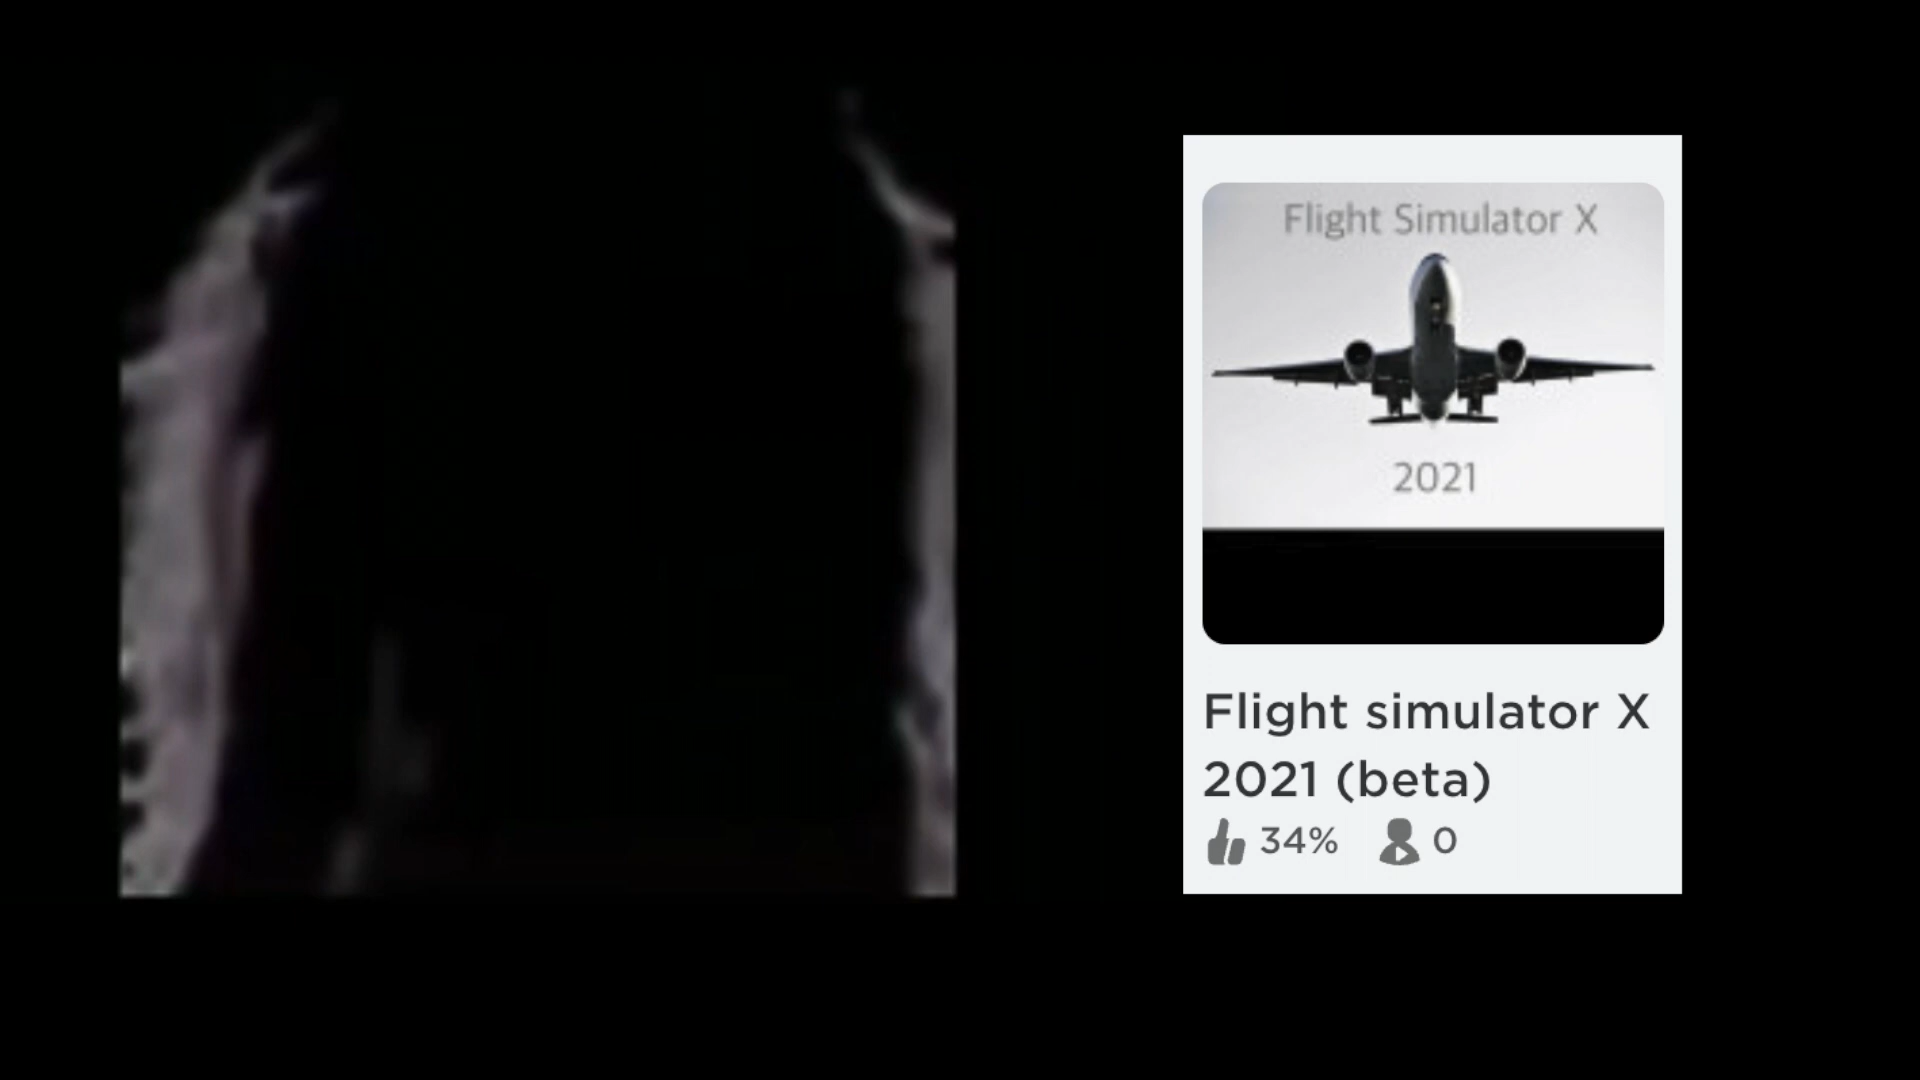 Flight Simulator X
2021
Flight simulator X
2021 (beta)
34% 0